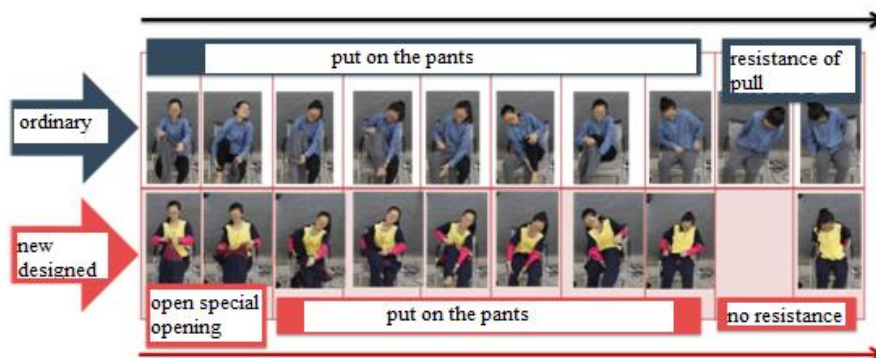 put on the pants
resistance of
pull
ordinary
new
designed
open special
opening
put on the pants
no resistance